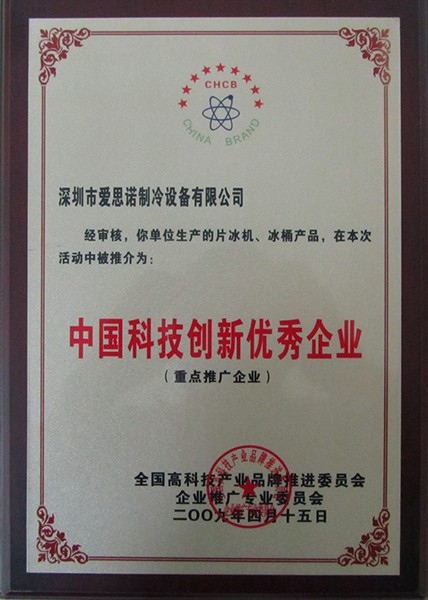 CHCB
CHINA BRAND
深圳市爱思诺制冷设备有限公司
经审核，你单位生产的片冰机、冰桶产品，在本次
活动中被推介为：
中国科技创新优秀企业
（重点推广企业）
全国高科技产业品牌推进委员会
企业推广专业委员会
二〇〇九年四月十五日